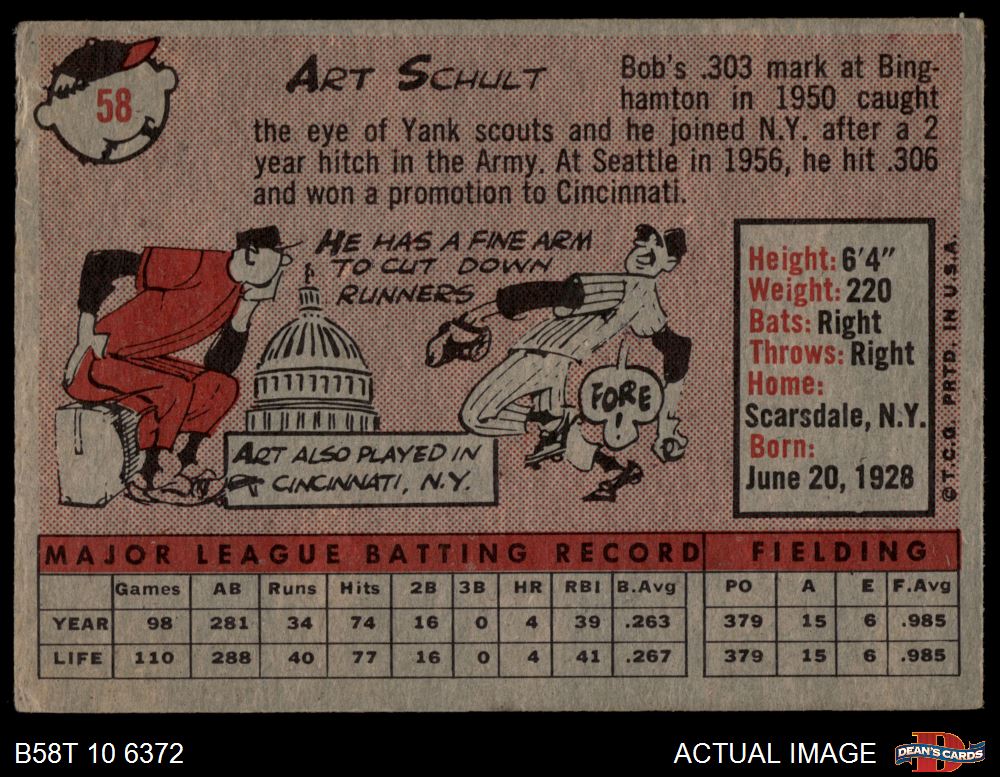 58
ART SCHULT
Bob's .303 mark at Bing-
hamton in 1950 caught
the eye of Yank scouts and he joined N.Y. after a 2
year hitch in the Army. At Seattle in 1956, he hit .306
and won a promotion to Cincinnati.
HE HAS A FINE ARM
TO CUT DOWN
RUNNERS
FORE
!
ART ALSO PLAYED IN
CINCINNATI, N.Y.
Height: 6'4"
Weight: 220
Bats: Right
Throws: Right
Home:
Scarsdale, N.Y.
Born:
June 20, 1928
© T.C.G. PRTD. IN U.S.A.
MAJOR LEAGUE BATTING RECORD FIELDING
Games AB Runs Hits 2B 3B HR RBI B.Avg PO A E F.Avg
YEAR 98 281 34 74 16 0 4 39 .263 379 15 6 .985
LIFE 110 288 40 77 16 0 4 41 .267 379 15 6 .985
B58T 10 6372
ACTUAL IMAGE
D
DEAN'S CARDS